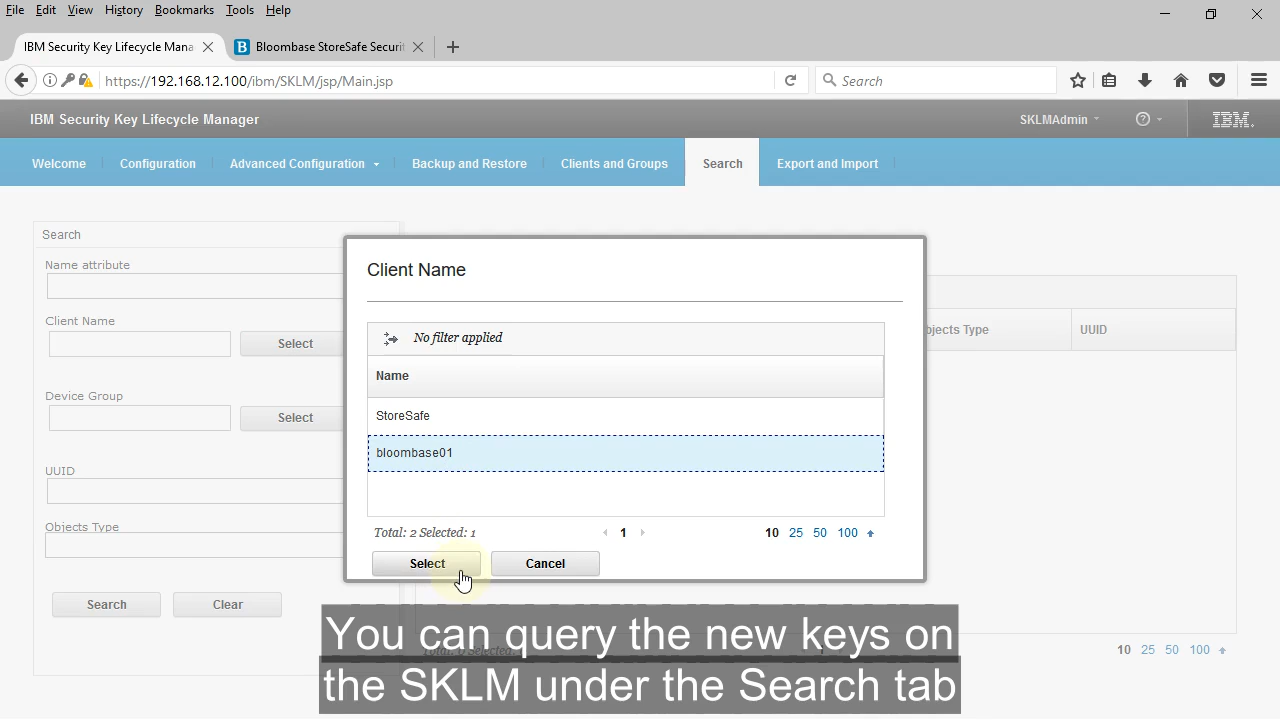 File Edit View History Bookmarks Tools Help
IBM Security Key Lifecycle Mana
B Bloombase StoreSafe Securit
https://192.168.12.100/ibm/SKLM/jsp/Main.jsp
Search
IBM Security Key Lifecycle Manager
SKLMAdmin
IBM.
Welcome Configuration Advanced Configuration Backup and Restore Clients and Groups Search Export and Import
Search
Name attribute
Client Name
Select
Device Group
Select
UUID
Objects Type
Search Clear
bjects Type UUID
Client Name
No filter applied
Name
StoreSafe
bloombase01
Total: 2 Selected: 1
1
10 25 50 100
Select Cancel
10 25 50 100
You can query the new keys on
the SKLM under the Search tab